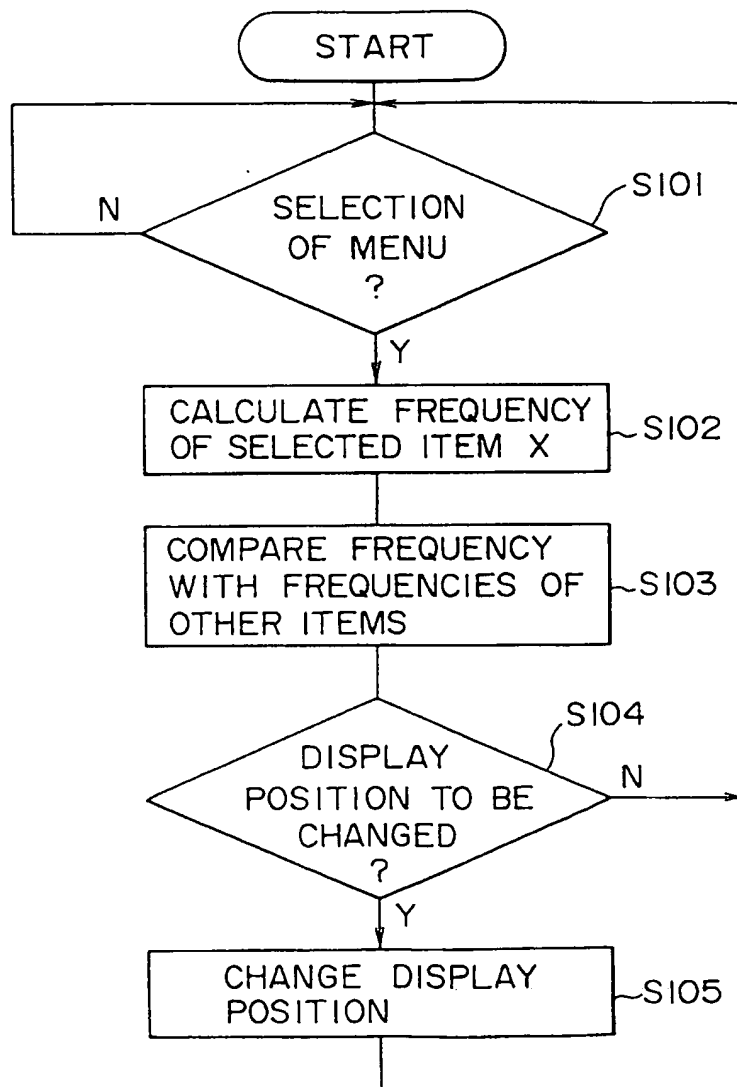 START
S101
N
SELECTION
OF MENU
?
Y
CALCULATE FREQUENCY
OF SELECTED ITEM X
S102
COMPARE FREQUENCY
WITH FREQUENCIES OF
OTHER ITEMS
S103
S104
DISPLAY
POSITION TO BE
CHANGED
?
N
Y
CHANGE DISPLAY
POSITION
S105